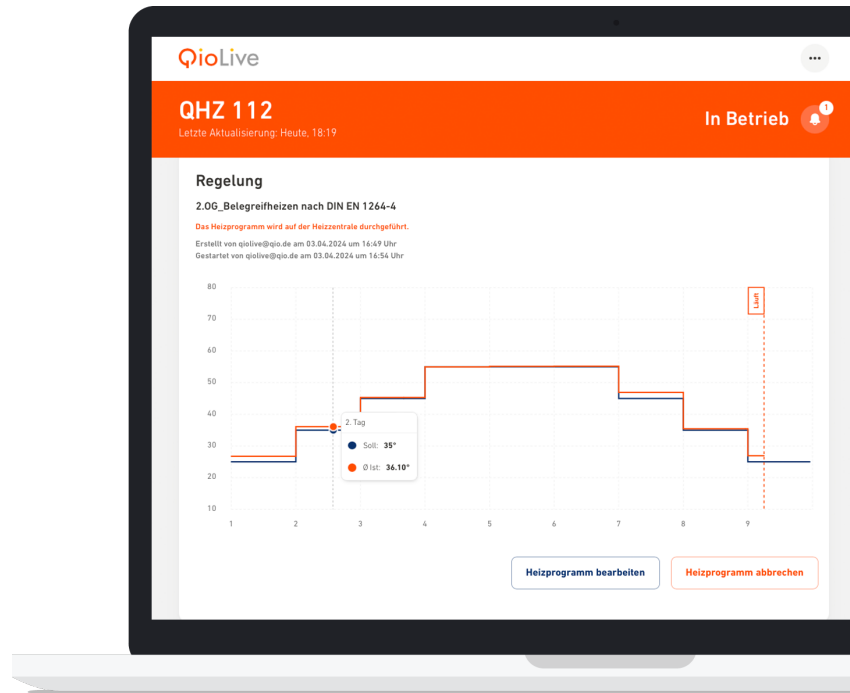 QioLive
QHZ 112
Letzte Aktualisierung: Heute, 18:19
In Betrieb
1
Regelung
2.OG_Belegreifheizen nach DIN EN 1264-4
Das Heizprogramm wird auf der Heizzentrale durchgeführt.
Erstellt von qiolive@qio.de am 03.04.2024 um 16:49 Uhr
Gestartet von qiolive@qio.de am 03.04.2024 um 16:54 Uhr
80
70
60
50
40
30
20
10
Läuft
2. Tag
Soll: 35°
Ø Ist: 36.10°
1 2 3 4 5 6 7 8 9
Heizprogramm bearbeiten
Heizprogramm abbrechen